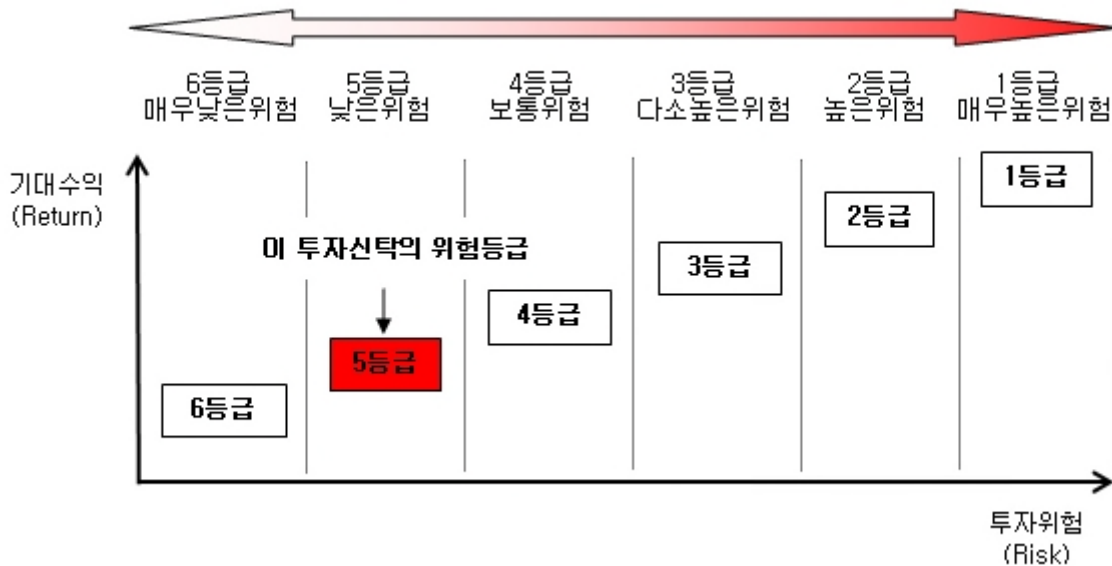 6등급 5등급 4등급 3등급 2등급 1등급
매우낮은위험 낮은위험 보통위험 다소높은위험 높은위험 매우높은위험
기대수익
(Return)
1등급
2등급
이 투자신탁의 위험등급
3등급
4등급
5등급
6등급
투자위험
(Risk)